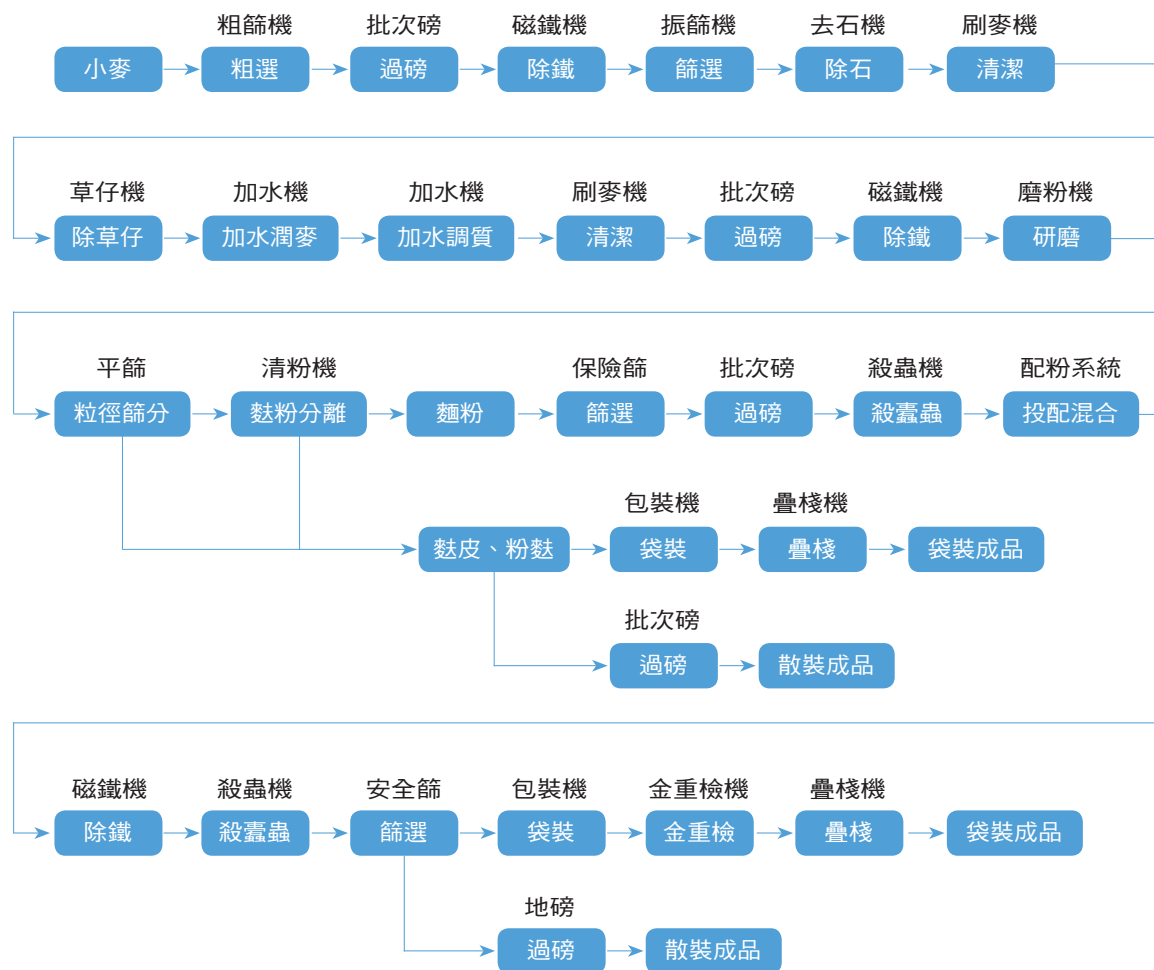 粗篩機 批次磅 磁鐵機 振篩機 去石機 刷麥機
小麥 粗選 過磅 除鐵 篩選 除石 清潔
草仔機 加水機 加水機 刷麥機 批次磅 磁鐵機 磨粉機
除草仔 加水潤麥 加水調質 清潔 過磅 除鐵 研磨
平篩 清粉機 保險篩 批次磅 殺蟲機 配粉系統
粒徑篩分 麩粉分離 麵粉 篩選 過磅 殺蠹蟲 投配混合
包裝機 疊棧機
麩皮、粉麩 袋裝 疊棧 袋裝成品
批次磅
過磅 散裝成品
磁鐵機 殺蟲機 安全篩 包裝機 金重檢機 疊棧機
除鐵 殺蠹蟲 篩選 袋裝 金重檢 疊棧 袋裝成品
地磅
過磅 散裝成品